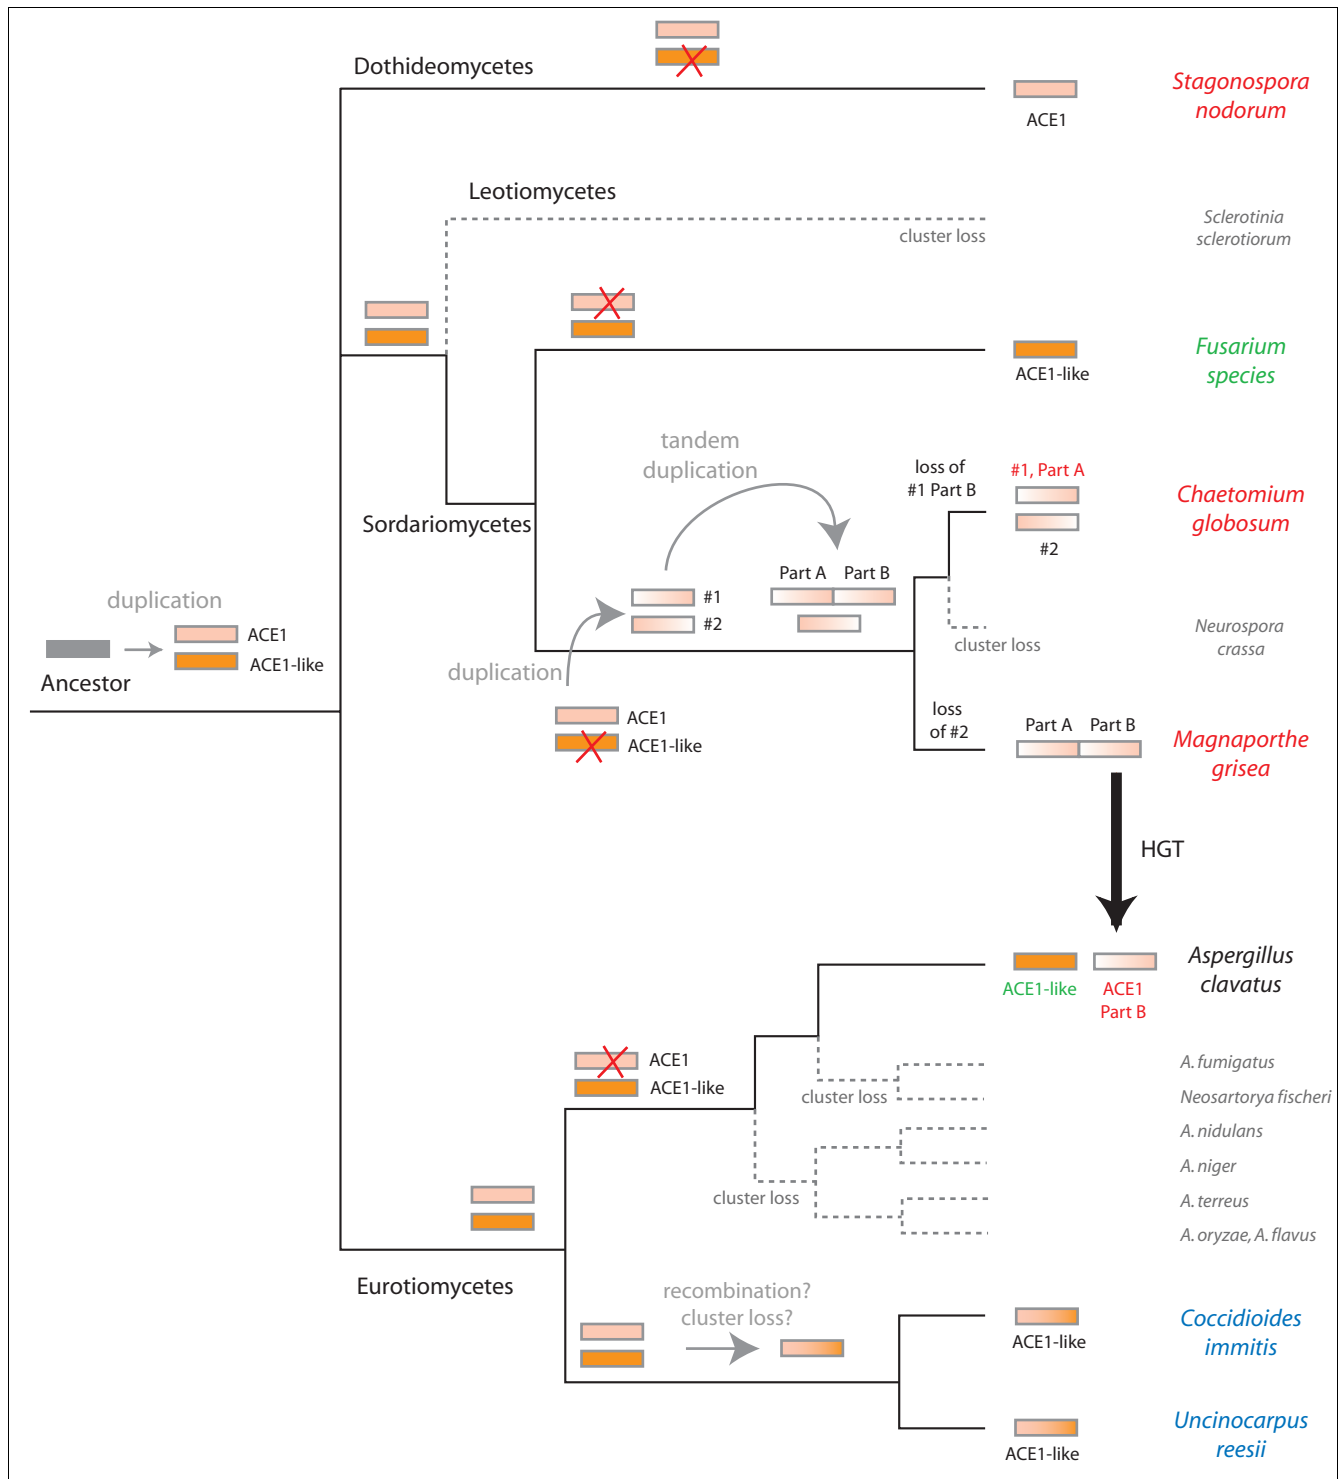 Dothideomycetes
ACE1
Stagonospora
nodorum
Leotiomycetes
cluster loss
Sclerotinia
sclerotiorum
ACE1-like
Fusarium
species
tandem
duplication
loss of
#1 Part B
#1, Part A
#2
Chaetomium
globosum
Sordariomycetes
#1
#2
Part A
Part B
cluster loss
Neurospora
crassa
duplication
ACE1
ACE1-like
Ancestor
duplication
ACE1
ACE1-like
loss
of #2
Part A
Part B
Magnaporthe
grisea
HGT
ACE1-like
ACE1
Part B
Aspergillus
clavatus
ACE1
ACE1-like
cluster loss
A. fumigatus
Neosartorya fischeri
A. nidulans
A. niger
cluster loss
A. terreus
A. oryzae, A. flavus
Eurotiomycetes
recombination?
cluster loss?
ACE1-like
Coccidioides
immitis
ACE1-like
Uncinocarpus
reesii